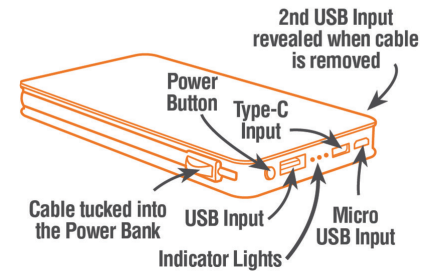 2nd USB Input
revealed when cable
is removed
Power
Button
Type-C
Input
Cable tucked into
the Power Bank
USB Input
Micro
USB Input
Indicator Lights